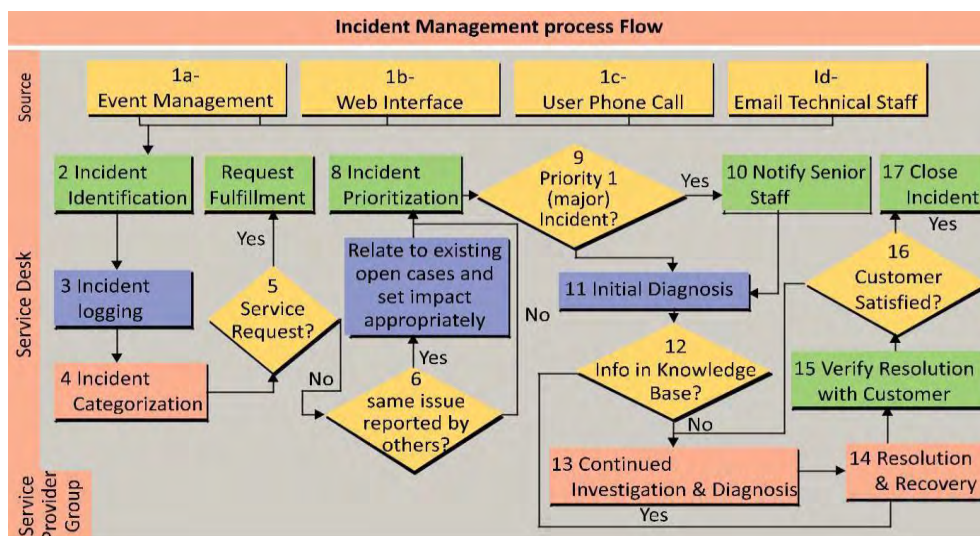 Incident Management process Flow
Source
1a-
Event Management
1b-
Web Interface
1c-
User Phone Call
Id-
Email Technical Staff
Service Desk
2 Incident
Identification
Request
Fulfillment
8 Incident
Prioritization
9
Priority 1
(major)
Incident?
Yes
10 Notify Senior
Staff
17 Close
Incident
Yes
Yes
3 Incident
logging
5
Service
Request?
Relate to existing
open cases and
set impact
appropriately
No
11 Initial Diagnosis
16
Customer
Satisfied?
4 Incident
Categorization
No
Yes
6
same issue
reported by
others?
12
Info in Knowledge
Base?
No
15 Verify Resolution
with Customer
13 Continued
Investigation & Diagnosis
14 Resolution
& Recovery
Yes
Service
Provider
Group